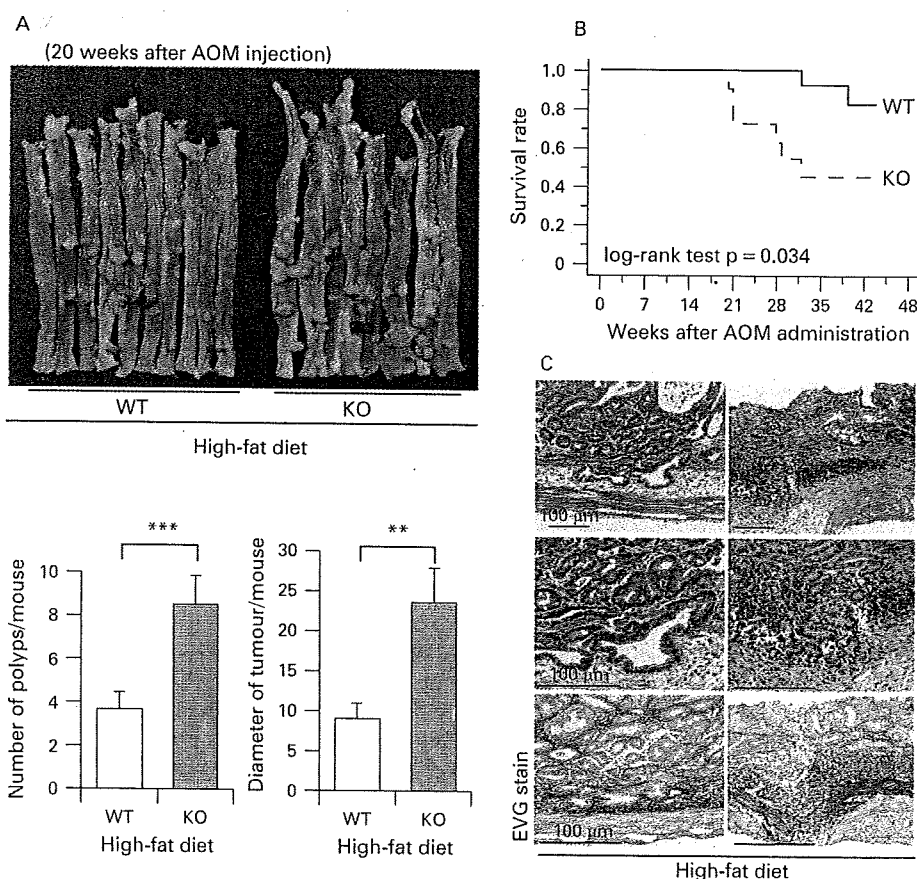 A
(20 weeks after AOM injection)
WT
KO
High-fat diet
***
Number of polyps/mouse
10
8
6
4
2
0
WT
KO
High-fat diet
**
Diameter of tumour/mouse
30
25
20
15
10
5
0
WT
KO
High-fat diet
B
Survival rate
1.0
0.8
0.6
0.4
0.2
0
WT
KO
log-rank test p = 0.034
0 7 14 21 28 35 42 48
Weeks after AOM administration
C
100 μm
100 μm
EVG stain
100 μm
High-fat diet